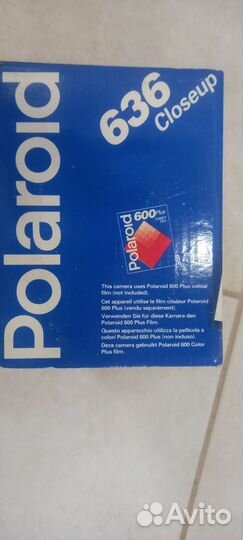 Polaroid
636
Closeup
Polaroid
600 Plus
This camera uses Polaroid 600 Plus colour
film (not included).
Cet appareil utilise le film couleur Polaroid
600 Plus (vendu séparément).
Verwenden Sie für diese Kamera den
Polaroid 600 Plus Film.
Questo apparecchio utilizza la pellicola a
colori Polaroid 600 Plus (non incluso).
Deze camera gebruikt Polaroid 600 Color
Plus film.
Avito